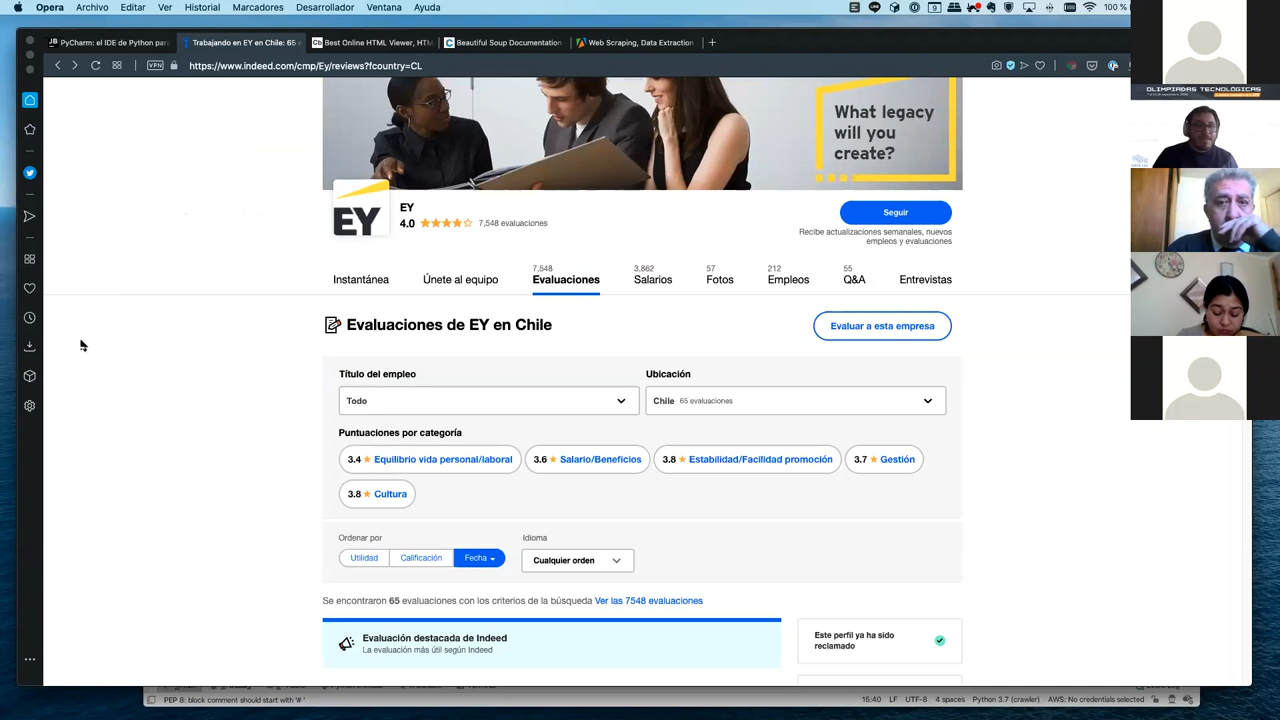 Opera Archivo Editar Ver Historial Marcadores Desarrollador Ventana Ayuda 100 %
PyCharm: el IDE de Python par
Trabajando en EY en Chile: 65
Best Online HTML Viewer, HTM
Beautiful Soup Documentation
Web Scraping, Data Extraction
VPN https://www.indeed.com/cmp/Ey/reviews?fcountry=CL
OLIMPIADAS TECNOLÓGICAS
What legacy
will you
create?
EY
EY
4.0 7,548 evaluaciones
Seguir
Recibe actualizaciones semanales, nuevos
empleos y evaluaciones
7,548 3,862 57 212 55
Instantánea Únete al equipo Evaluaciones Salarios Fotos Empleos Q&A Entrevistas
Evaluaciones de EY en Chile
Evaluar a esta empresa
Título del empleo Ubicación
Todo Chile 65 evaluaciones
Puntuaciones por categoría
3.4 Equilibrio vida personal/laboral 3.6 Salario/Beneficios 3.8 Estabilidad/Facilidad promoción 3.7 Gestión
3.8 Cultura
Ordenar por Idioma
Utilidad Calificación Fecha Cualquier orden
Se encontraron 65 evaluaciones con los criterios de la búsqueda Ver las 7548 evaluaciones
Evaluación destacada de Indeed
La evaluación más útil según Indeed
Este perfil ya ha sido
reclamado
PEP 8: block comment should start with '# ' 15:40 LF UTF-8 4 spaces Python 3.7 (crawler) AWS: No credentials selected